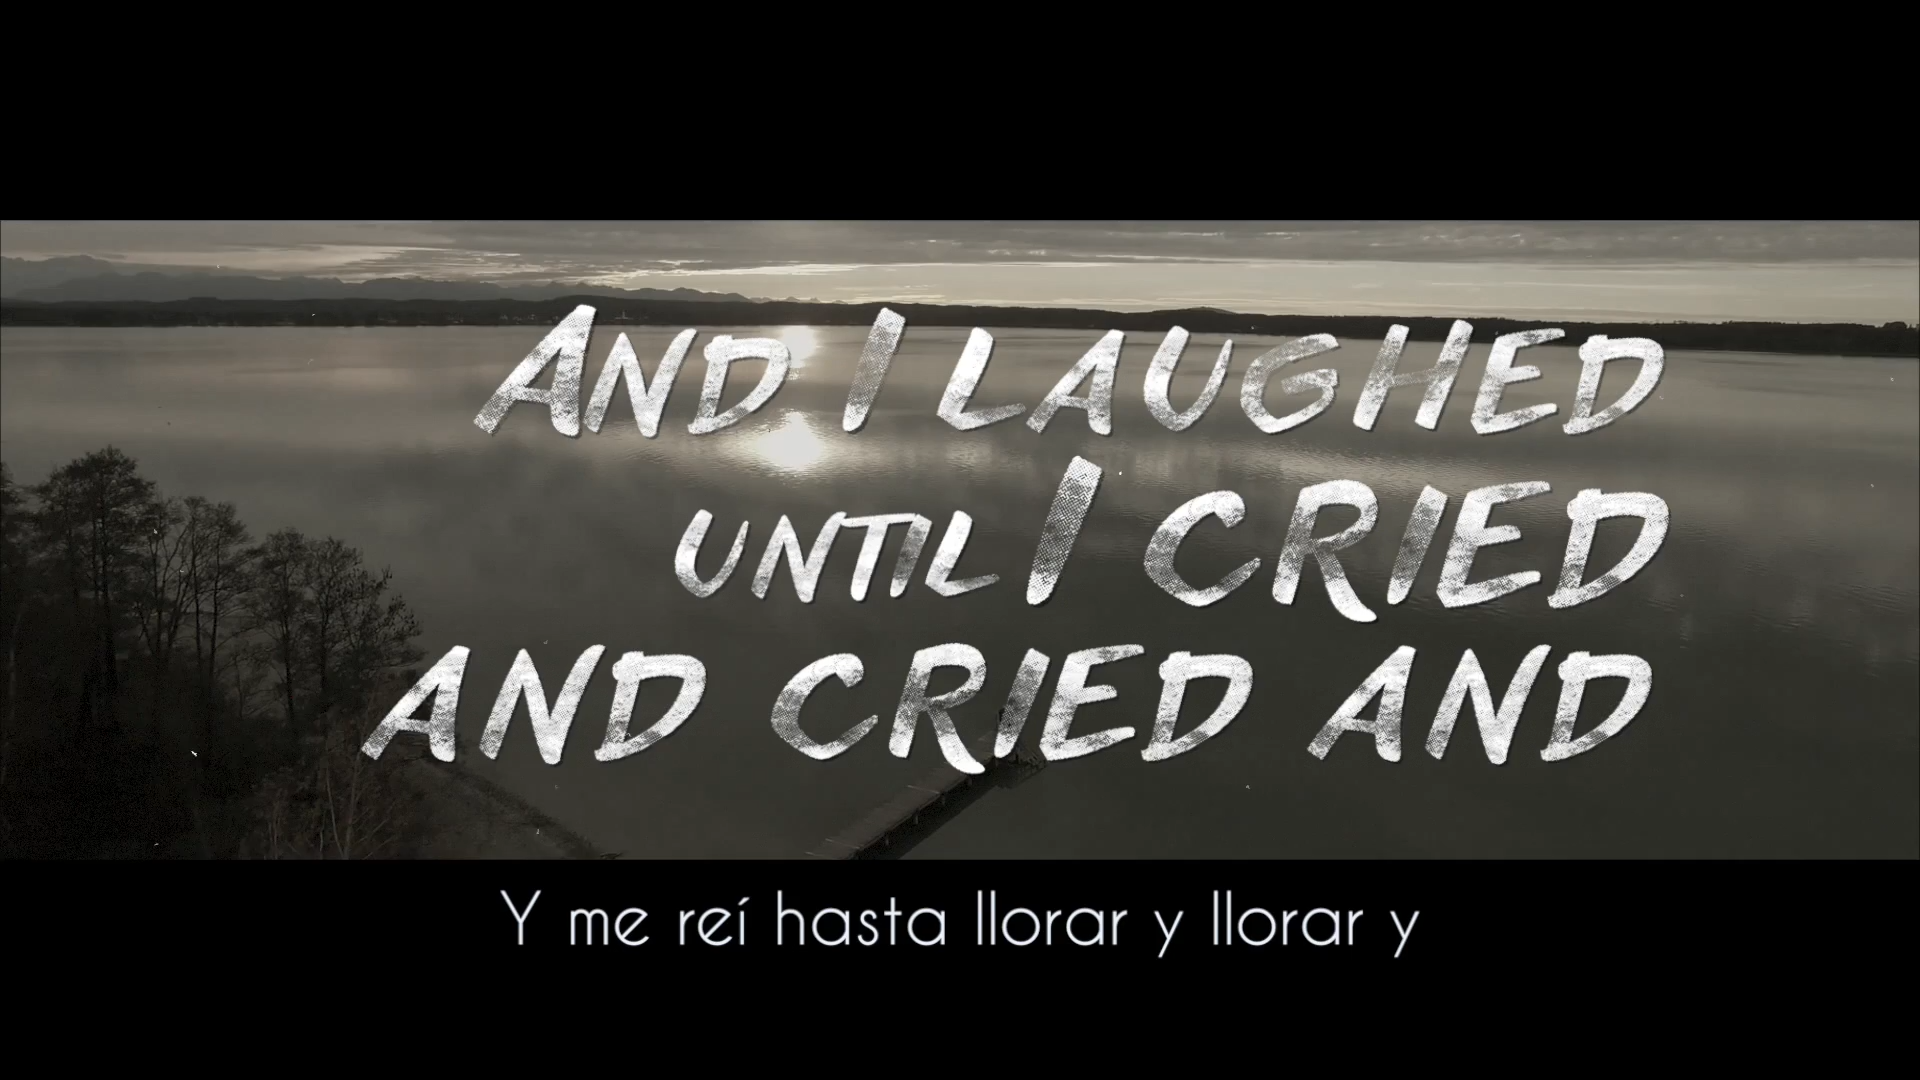 AND I LAUGHED
UNTIL I CRIED
AND CRIED AND
Y me reí hasta llorar y llorar y